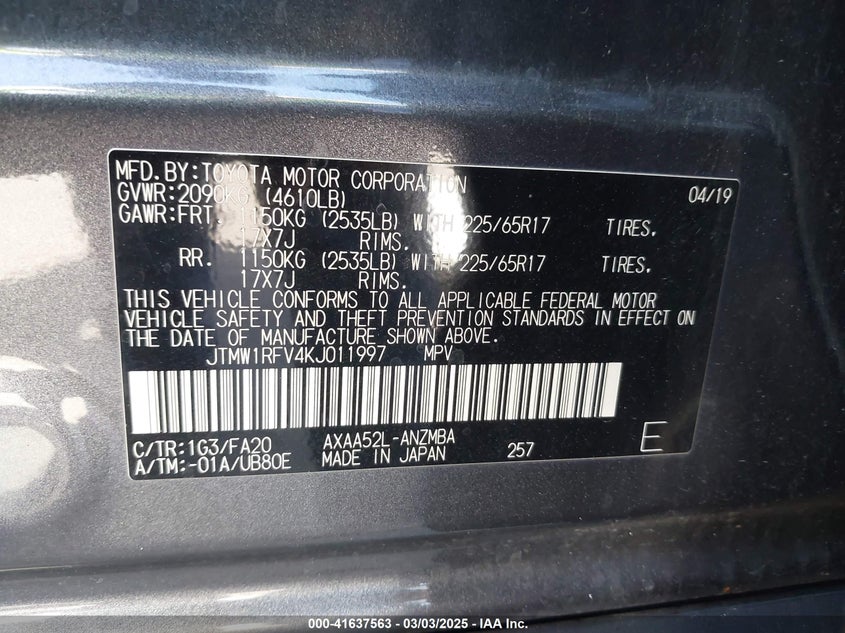 MFD.BY:TOYOTA MOTOR CORPORATION 04/19
GVWR:2090KG (4610LB)
GAWR:FRT. 1150KG (2535LB) WITH 225/65R17 TIRES.
17X7J RIMS.
RR. 1150KG (2535LB) WITH 225/65R17 TIRES.
17X7J RIMS.
THIS VEHICLE CONFORMS TO ALL APPLICABLE FEDERAL MOTOR
VEHICLE SAFETY AND THEFT PREVENTION STANDARDS IN EFFECT ON
THE DATE OF MANUFACTURE SHOWN ABOVE.
JTMW1RFV4KJ011997 MPV
C/TR:1G3/FA20 AXAA52L-ANZMBA 257 E
A/TM:-01A/UB80E MADE IN JAPAN
000-41637563 - 03/03/2025 - IAA Inc.